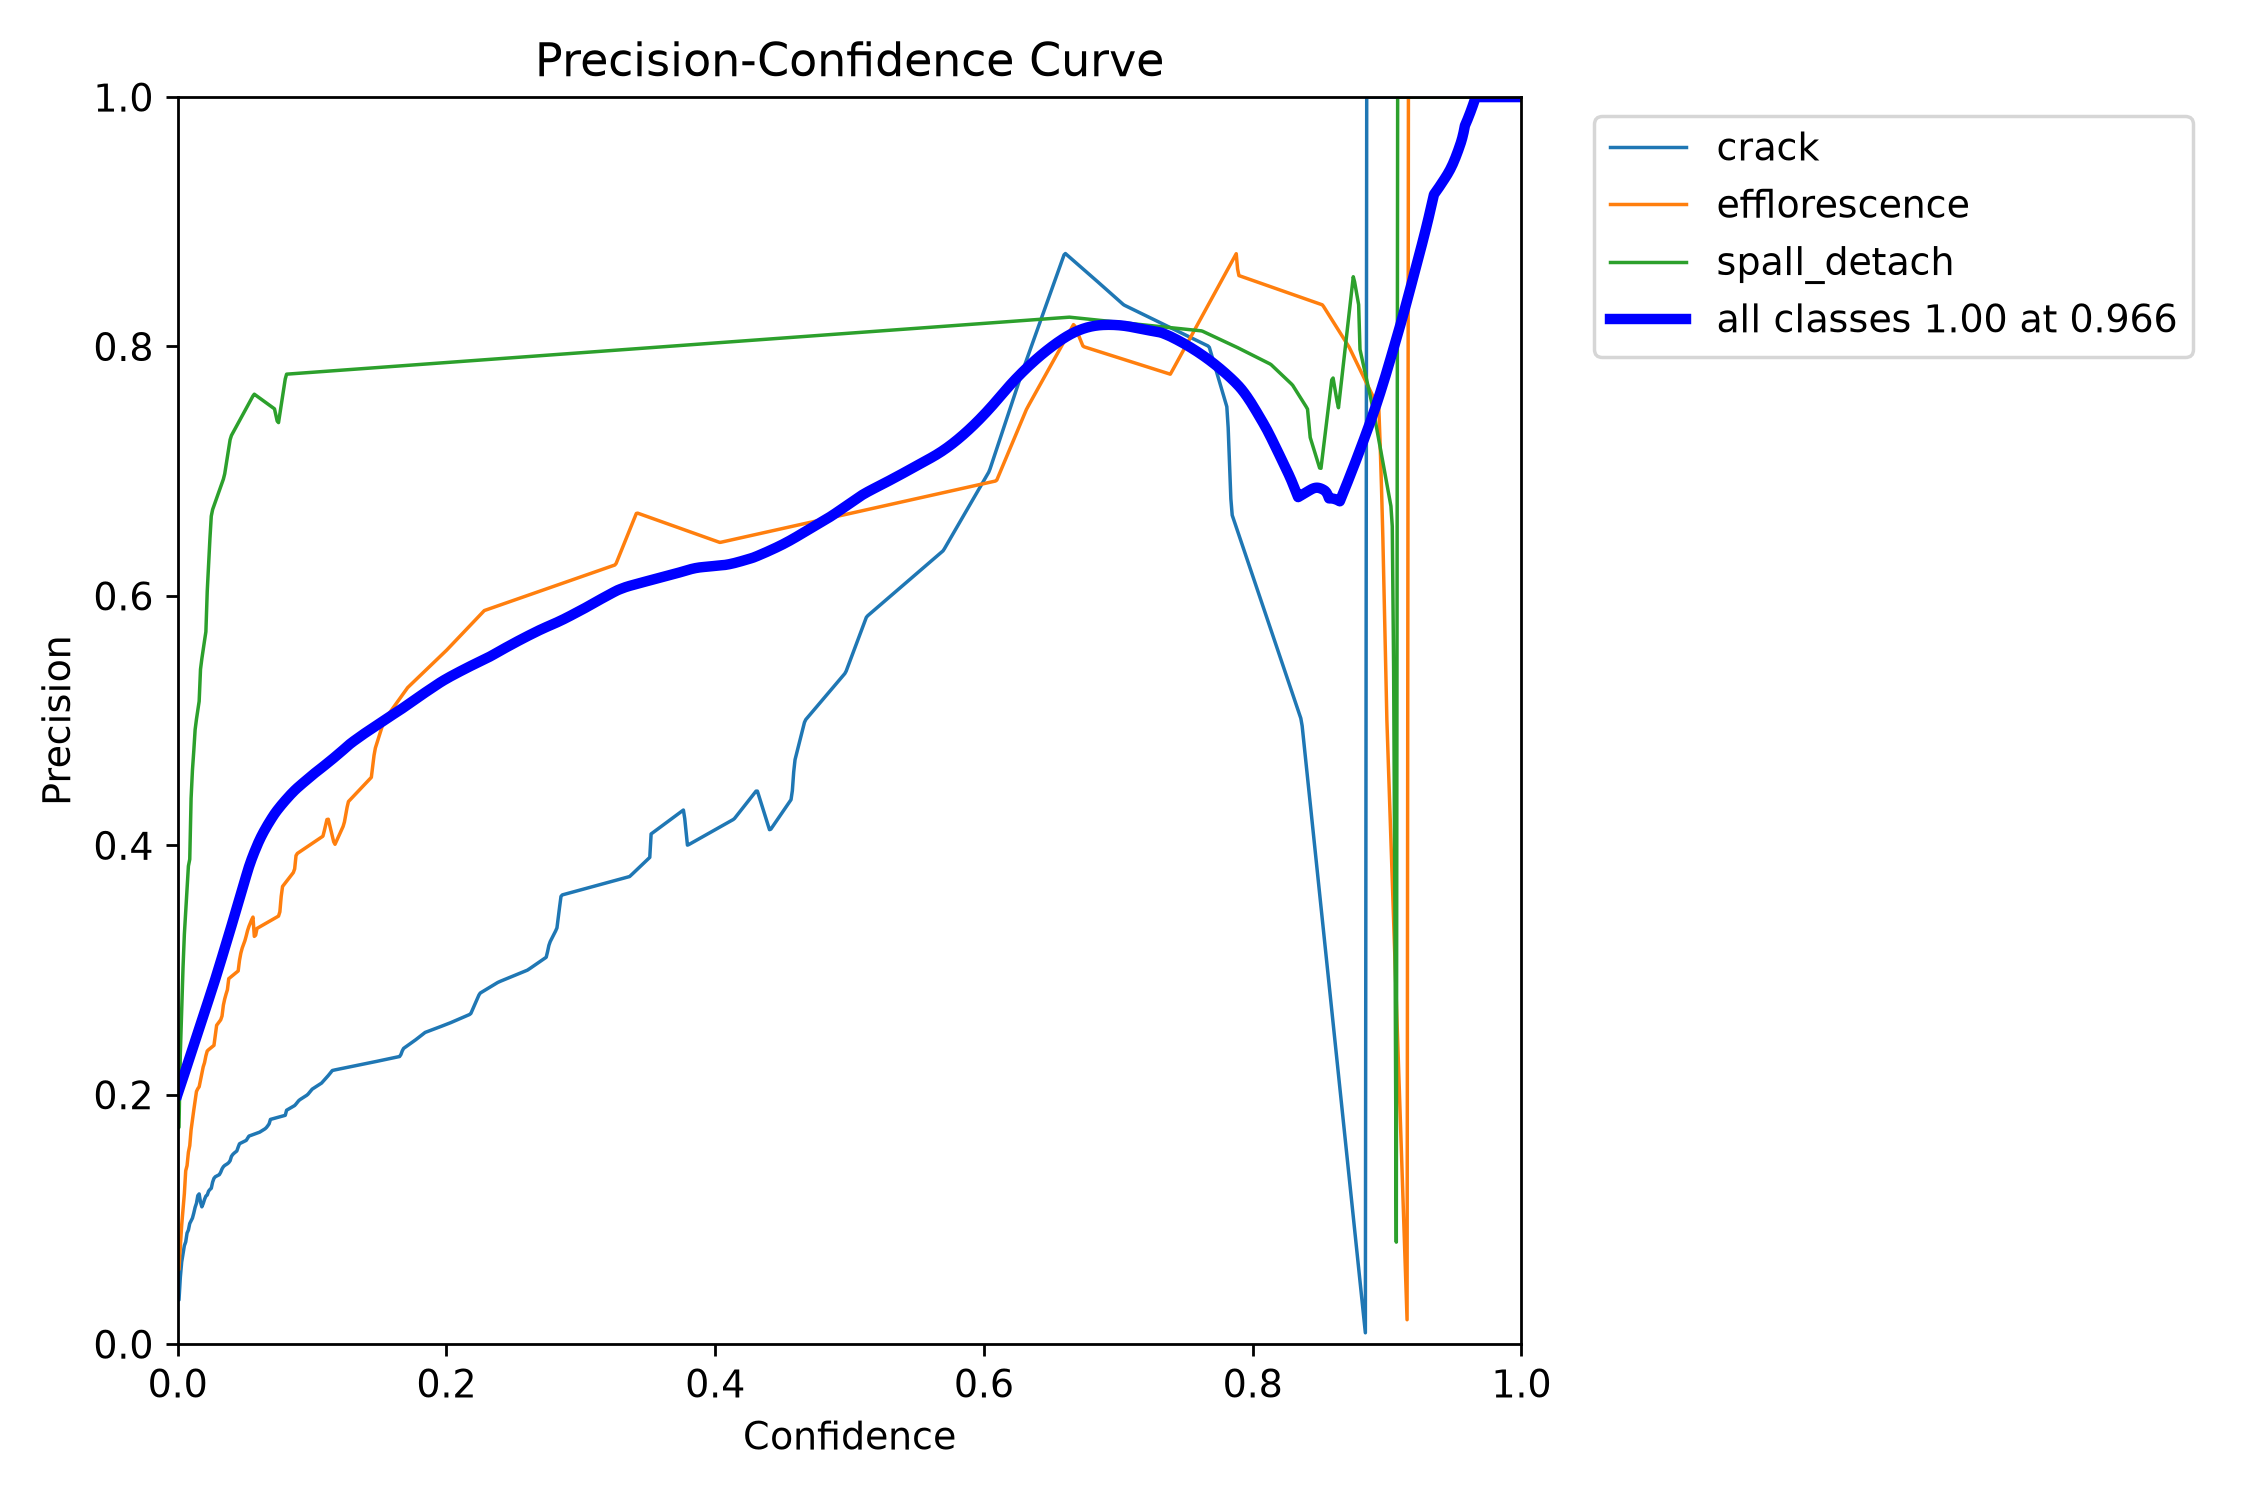 Precision-Confidence Curve
1.0
0.8
0.6
0.4
0.2
0.0
Precision
0.0 0.2 0.4 0.6 0.8 1.0
Confidence
crack
efflorescence
spall_detach
all classes 1.00 at 0.966